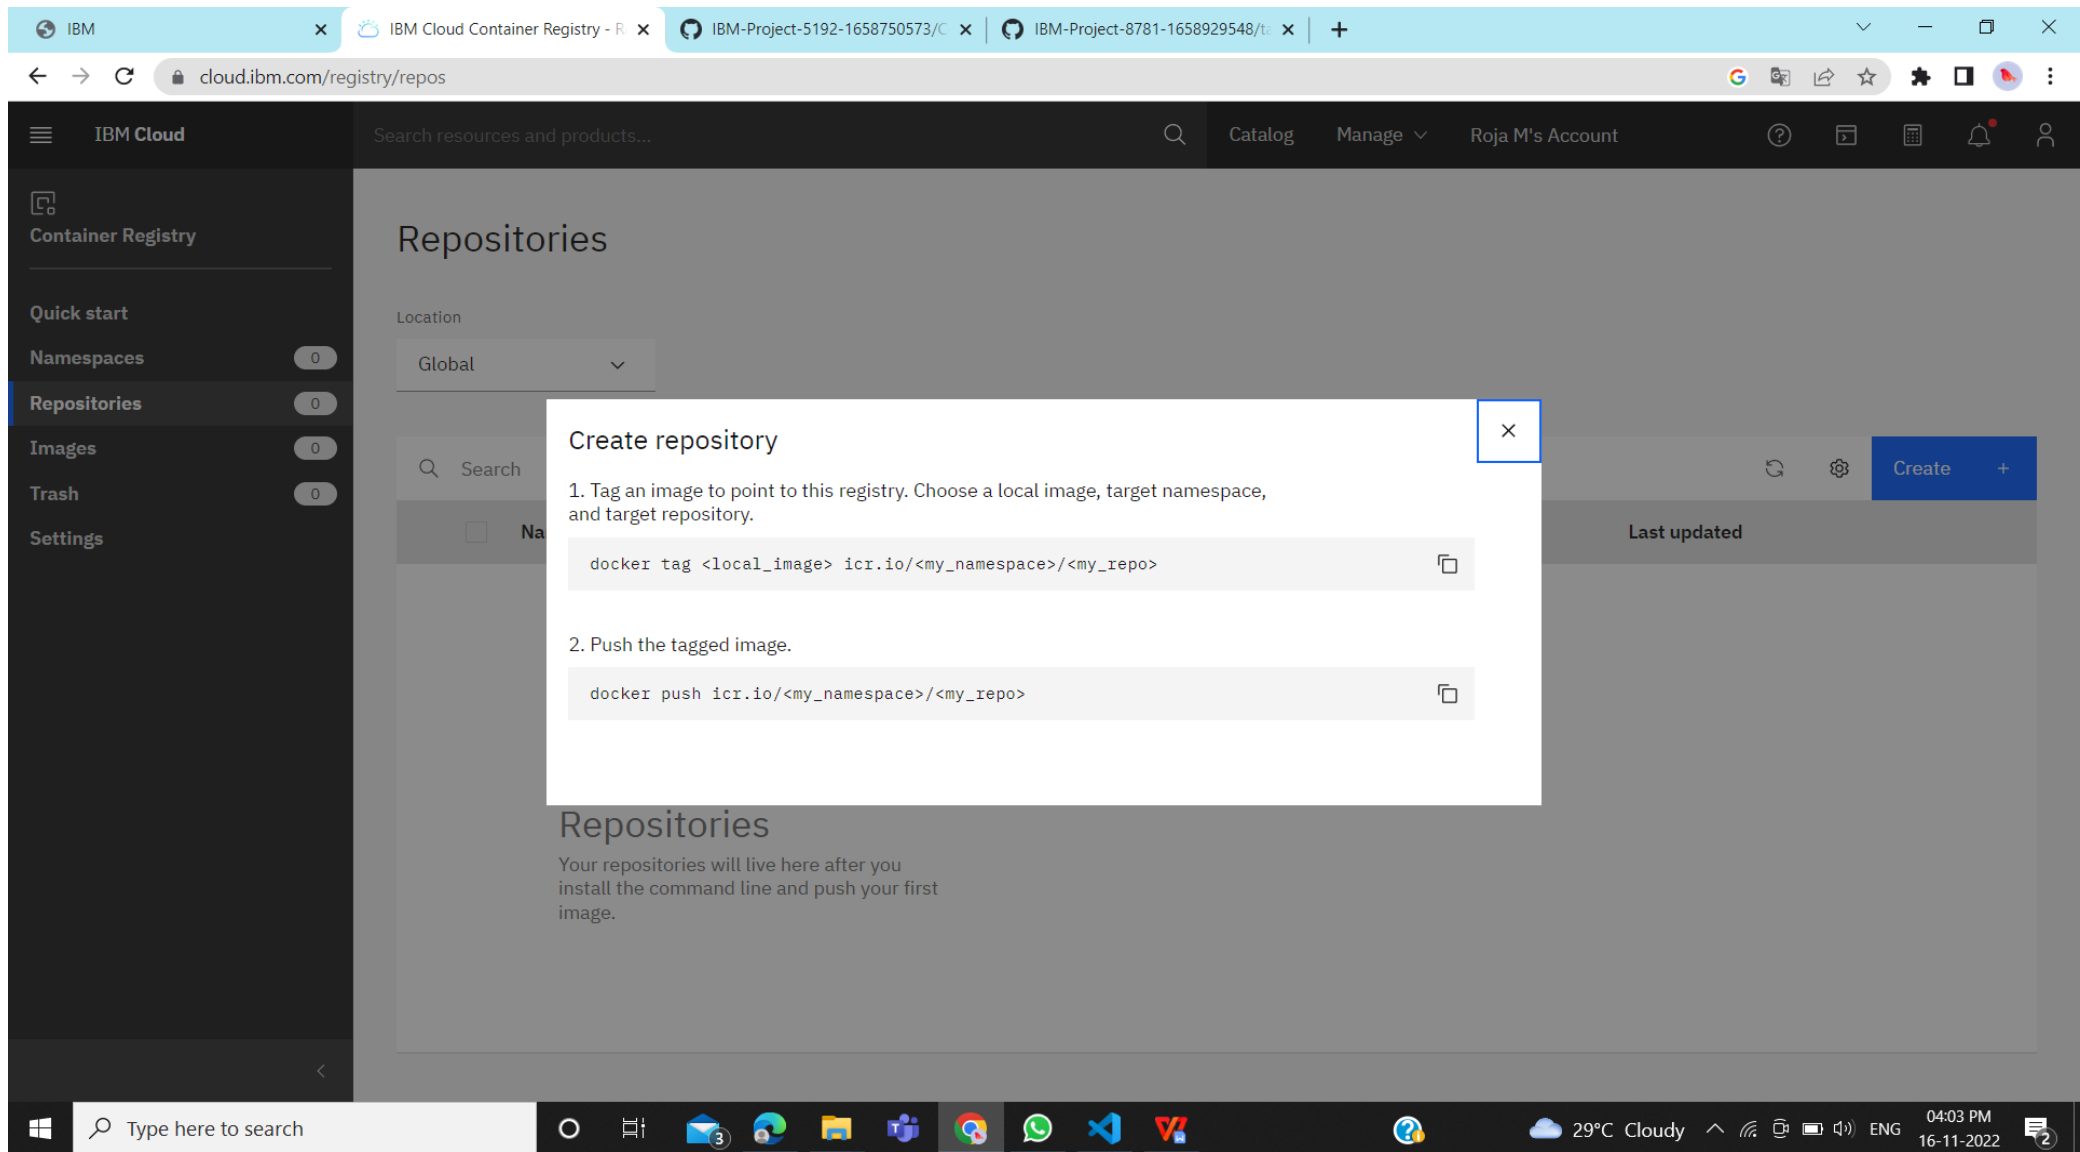 IBM
IBM Cloud Container Registry - R
IBM-Project-5192-1658750573/C
IBM-Project-8781-1658929548/ta
cloud.ibm.com/registry/repos
IBM Cloud
Search resources and products...
Catalog
Manage
Roja M's Account
Container Registry
Quick start
Namespaces 0
Repositories 0
Images 0
Trash 0
Settings
Repositories
Location
Global
Search
Create +
Na
Last updated
Create repository
1. Tag an image to point to this registry. Choose a local image, target namespace,
and target repository.
docker tag <local_image> icr.io/<my_namespace>/<my_repo>
2. Push the tagged image.
docker push icr.io/<my_namespace>/<my_repo>
Repositories
Your repositories will live here after you
install the command line and push your first
image.
Type here to search
3
29°C Cloudy
ENG
04:03 PM
16-11-2022
2